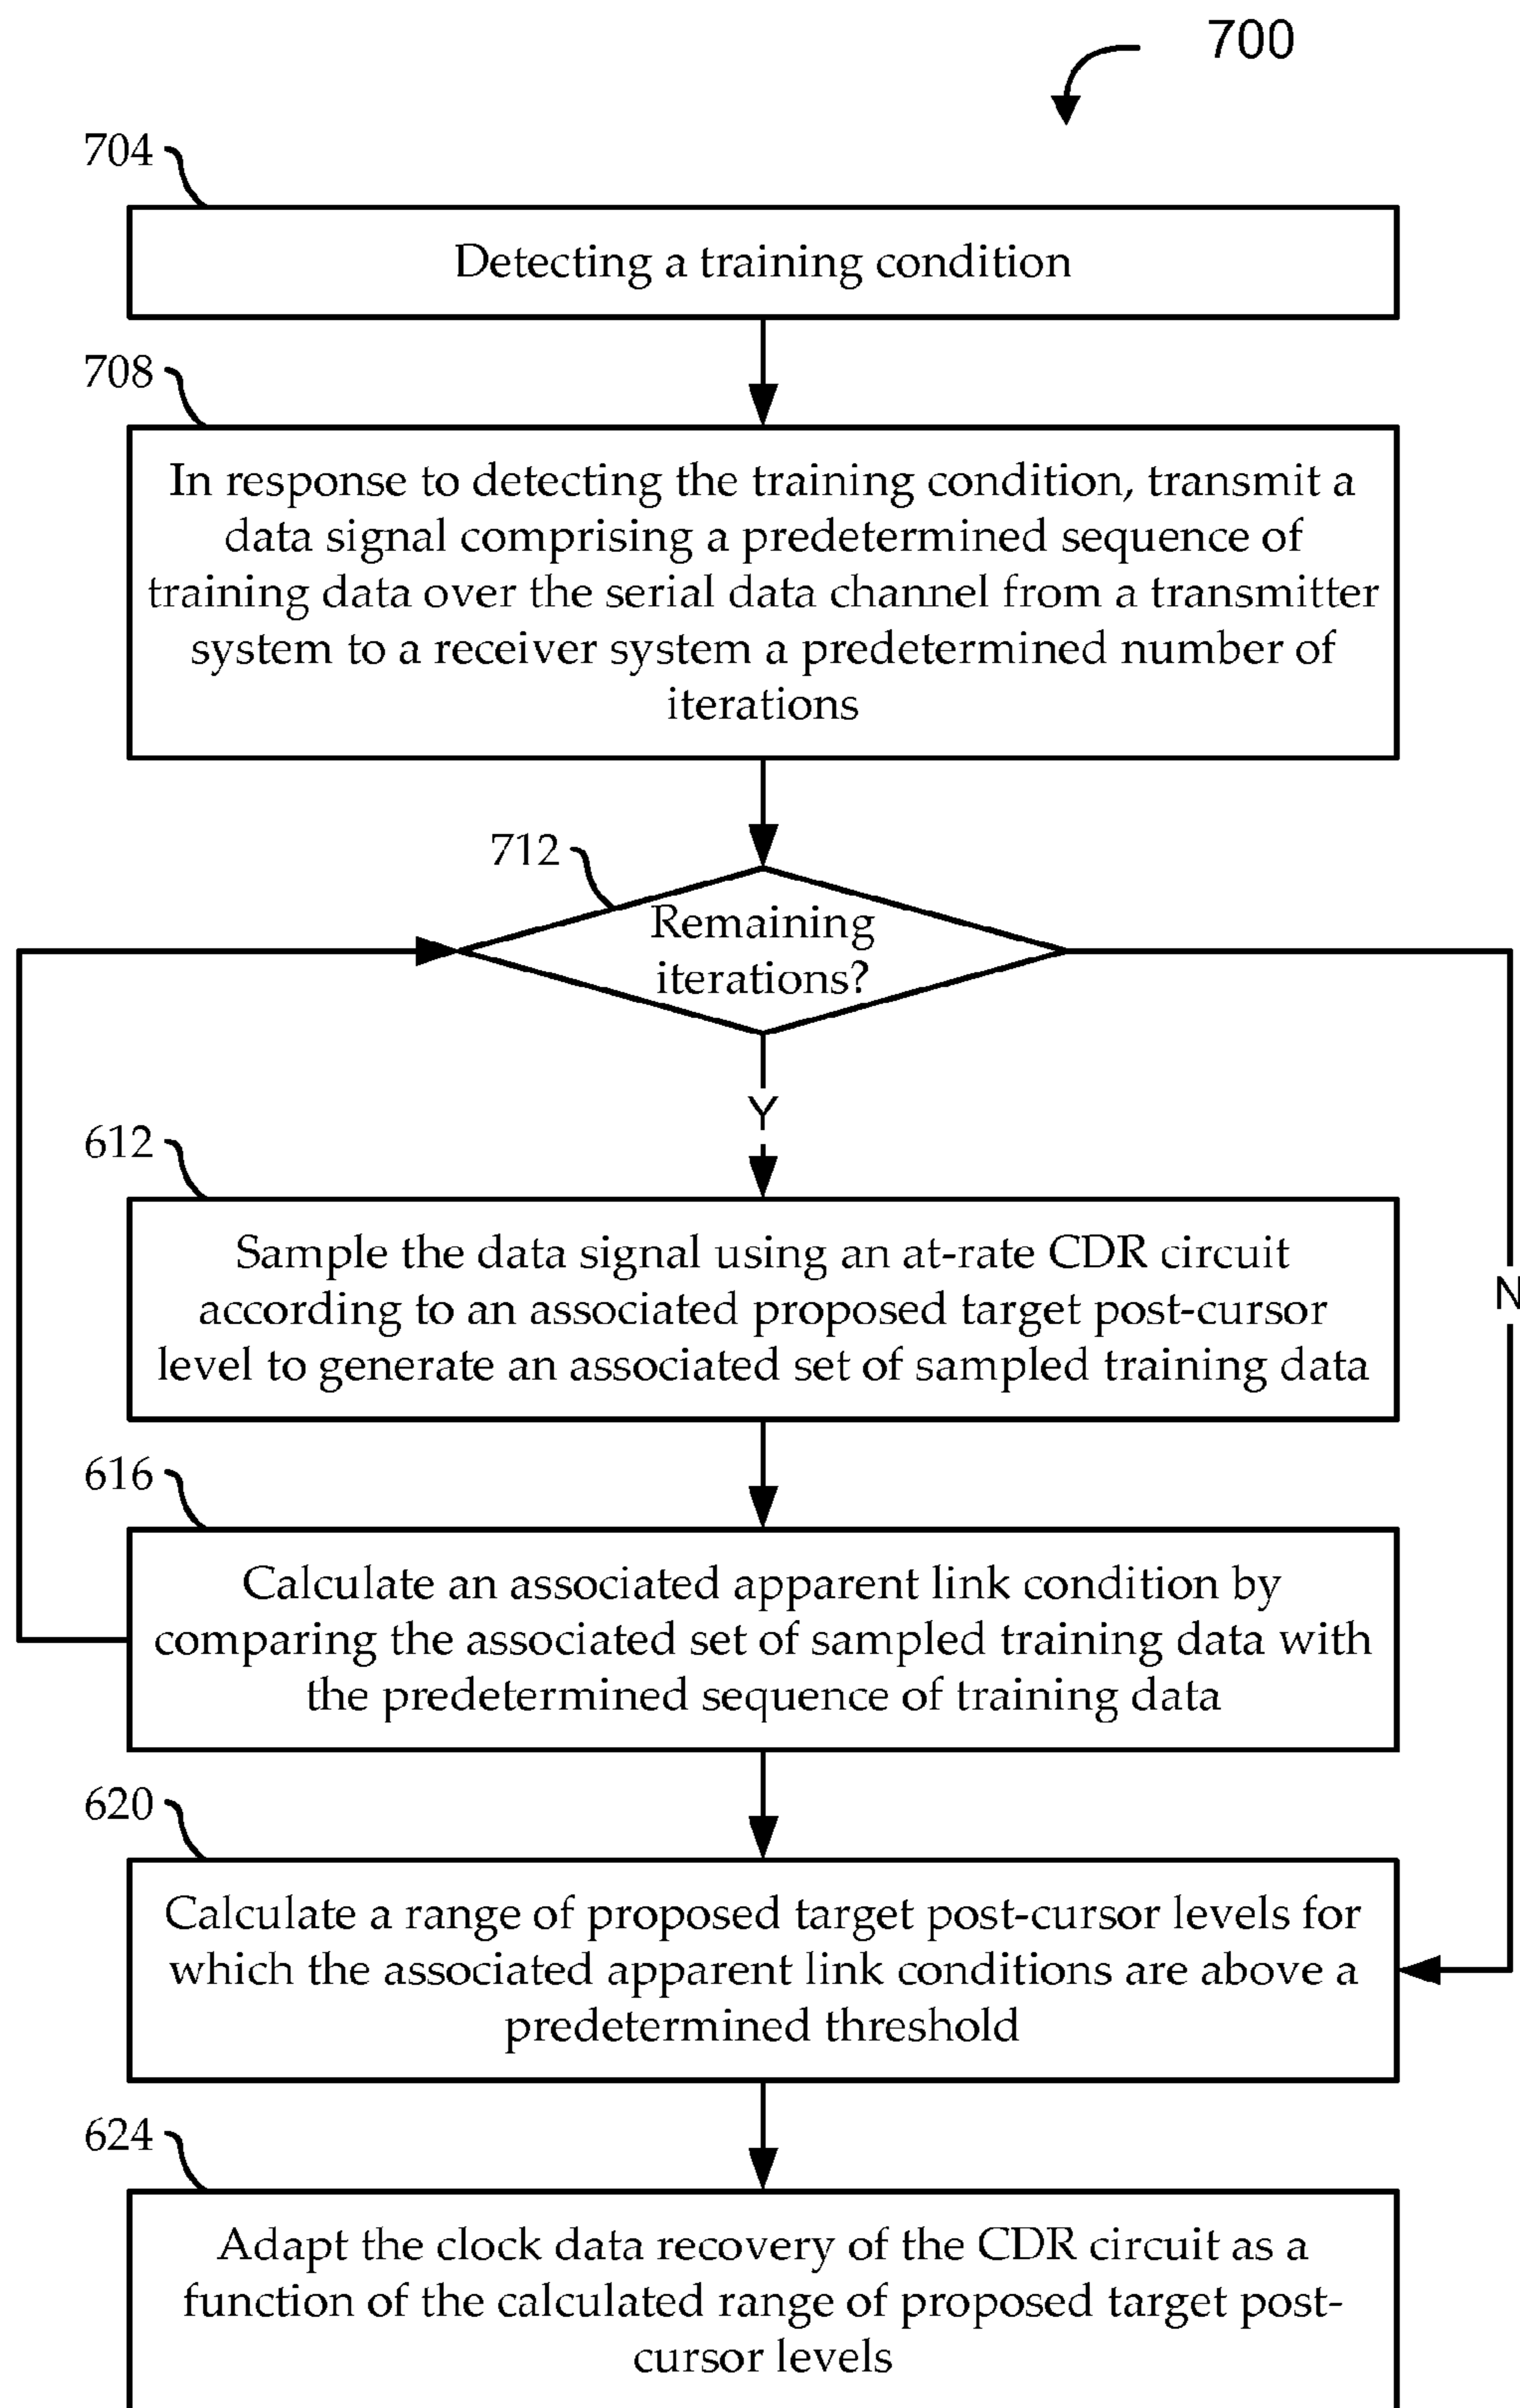 700
704
Detecting a training condition
708
In response to detecting the training condition, transmit a
data signal comprising a predetermined sequence of
training data over the serial data channel from a transmitter
system to a receiver system a predetermined number of
iterations
712
Remaining
iterations?
Y
N
612
Sample the data signal using an at-rate CDR circuit
according to an associated proposed target post-cursor
level to generate an associated set of sampled training data
616
Calculate an associated apparent link condition by
comparing the associated set of sampled training data with
the predetermined sequence of training data
620
Calculate a range of proposed target post-cursor levels for
which the associated apparent link conditions are above a
predetermined threshold
624
Adapt the clock data recovery of the CDR circuit as a
function of the calculated range of proposed target post-
cursor levels